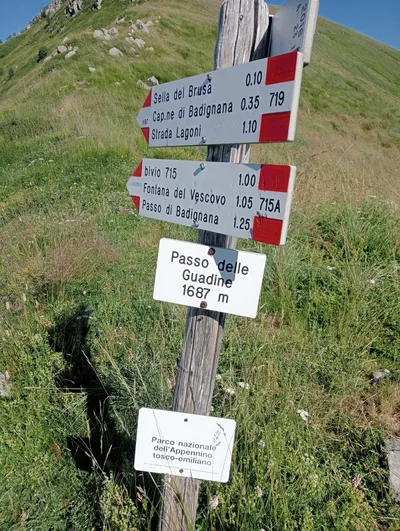 Sella del Brusà 0.10
Cap.ne di Badignana 0.35 719
Strada Lagoni 1.10
bivio 715 1.00
Fontana del Vescovo 1.05 715A
Passo di Badignana 1.25
Passo delle
Guadine
1687 m
Parco nazionale
dell'Appennino
tosco-emiliano